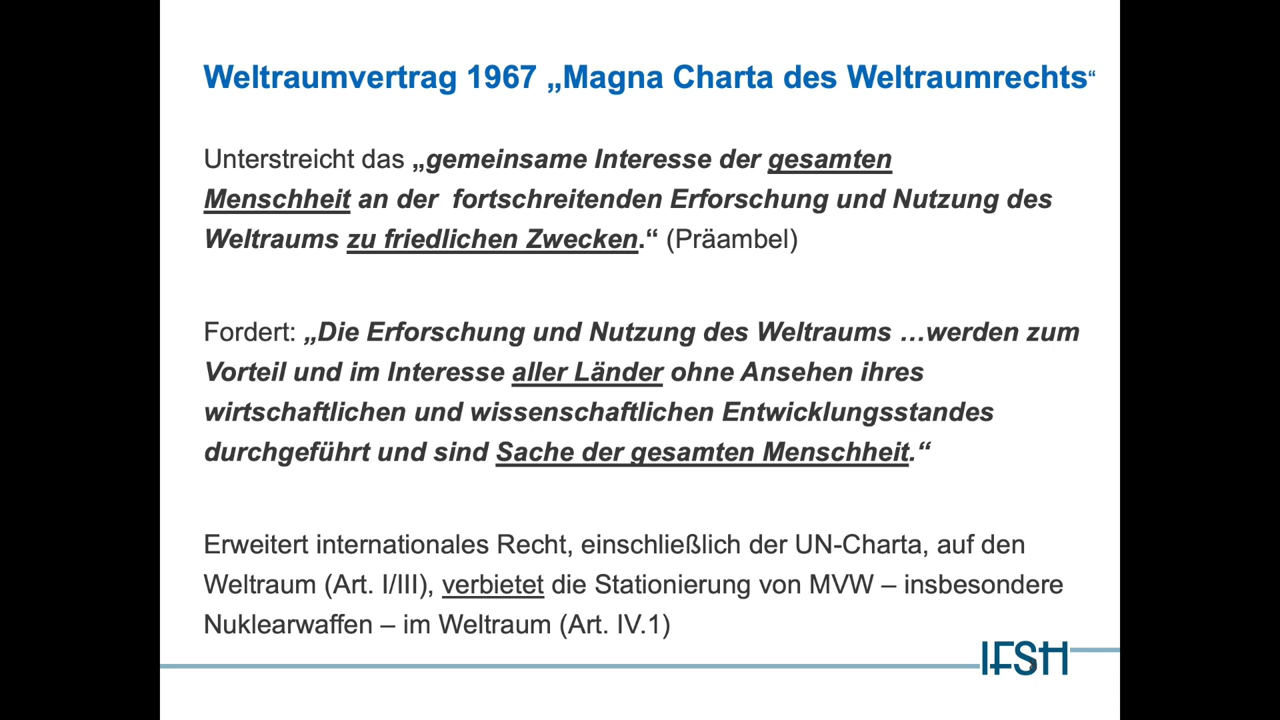 Weltraumvertrag 1967 „Magna Charta des Weltraumrechts“
Unterstreicht das „gemeinsame Interesse der gesamten
Menschheit an der fortschreitenden Erforschung und Nutzung des
Weltraums zu friedlichen Zwecken.“ (Präambel)
Fordert: „Die Erforschung und Nutzung des Weltraums …werden zum
Vorteil und im Interesse aller Länder ohne Ansehen ihres
wirtschaftlichen und wissenschaftlichen Entwicklungsstandes
durchgeführt und sind Sache der gesamten Menschheit.“
Erweitert internationales Recht, einschließlich der UN-Charta, auf den
Weltraum (Art. I/III), verbietet die Stationierung von MVW – insbesondere
Nuklearwaffen – im Weltraum (Art. IV.1)
IFSH